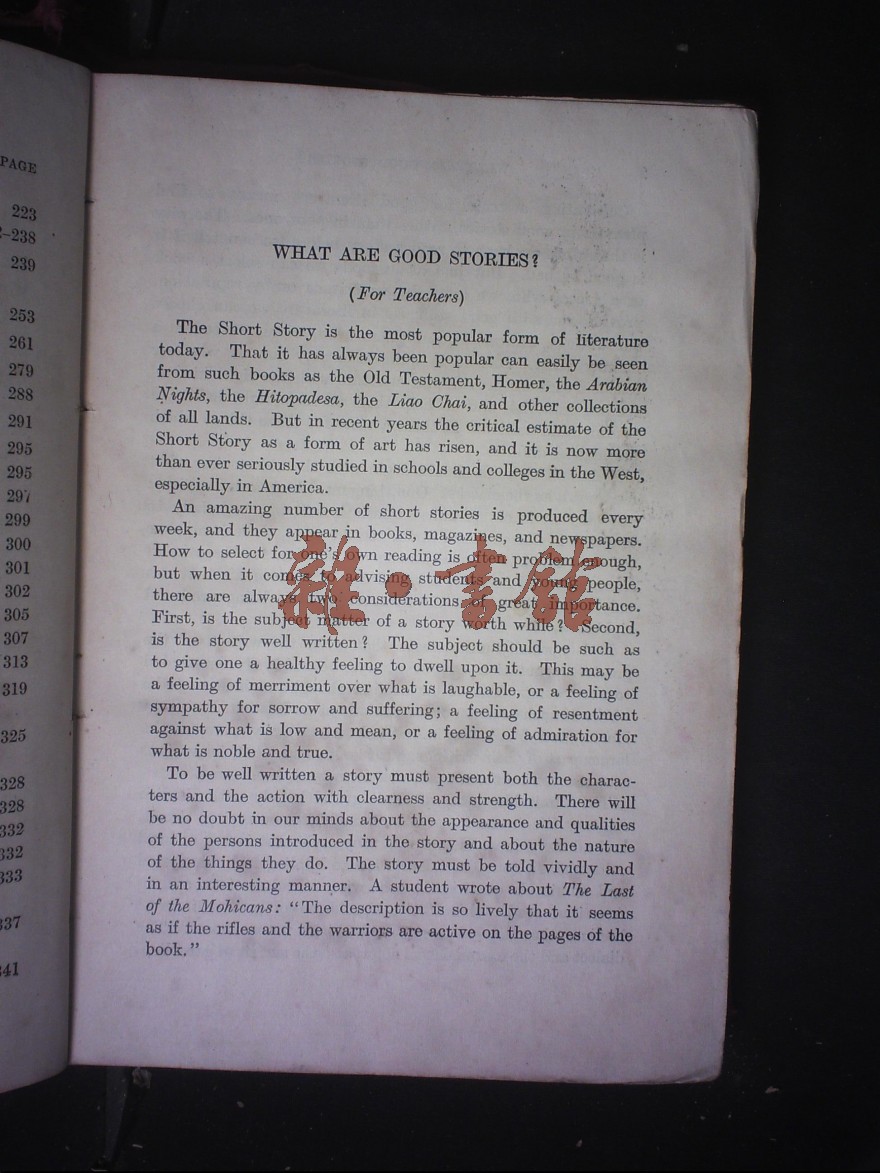 PAGE
223
–238
239
253
261
279
288
291
295
295
297
299
300
301
302
305
307
313
319
325
328
328
332
332
333
337
341
WHAT ARE GOOD STORIES?
(For Teachers)
The Short Story is the most popular form of literature
today. That it has always been popular can easily be seen
from such books as the Old Testament, Homer, the Arabian
Nights, the Hitopadesa, the Liao Chai, and other collections
of all lands. But in recent years the critical estimate of the
Short Story as a form of art has risen, and it is now more
than ever seriously studied in schools and colleges in the West,
especially in America.
An amazing number of short stories is produced every
week, and they appear in books, magazines, and newspapers.
How to select for one's own reading is often problem enough,
but when it comes to advising students and young people,
there are always two considerations of great importance.
First, is the subject matter of a story worth while? Second,
is the story well written? The subject should be such as
to give one a healthy feeling to dwell upon it. This may be
a feeling of merriment over what is laughable, or a feeling of
sympathy for sorrow and suffering; a feeling of resentment
against what is low and mean, or a feeling of admiration for
what is noble and true.
To be well written a story must present both the charac-
ters and the action with clearness and strength. There will
be no doubt in our minds about the appearance and qualities
of the persons introduced in the story and about the nature
of the things they do. The story must be told vividly and
in an interesting manner. A student wrote about The Last
of the Mohicans: "The description is so lively that it seems
as if the rifles and the warriors are active on the pages of the
book."
雜·書館